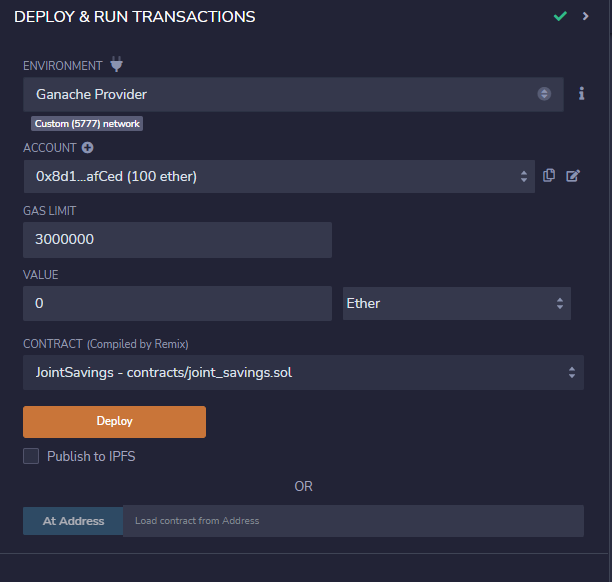 DEPLOY & RUN TRANSACTIONS
ENVIRONMENT
Ganache Provider
Custom (5777) network
ACCOUNT
0x8d1...afCed (100 ether)
GAS LIMIT
3000000
VALUE
0 Ether
CONTRACT (Compiled by Remix)
JointSavings - contracts/joint_savings.sol
Deploy
Publish to IPFS
OR
At Address Load contract from Address